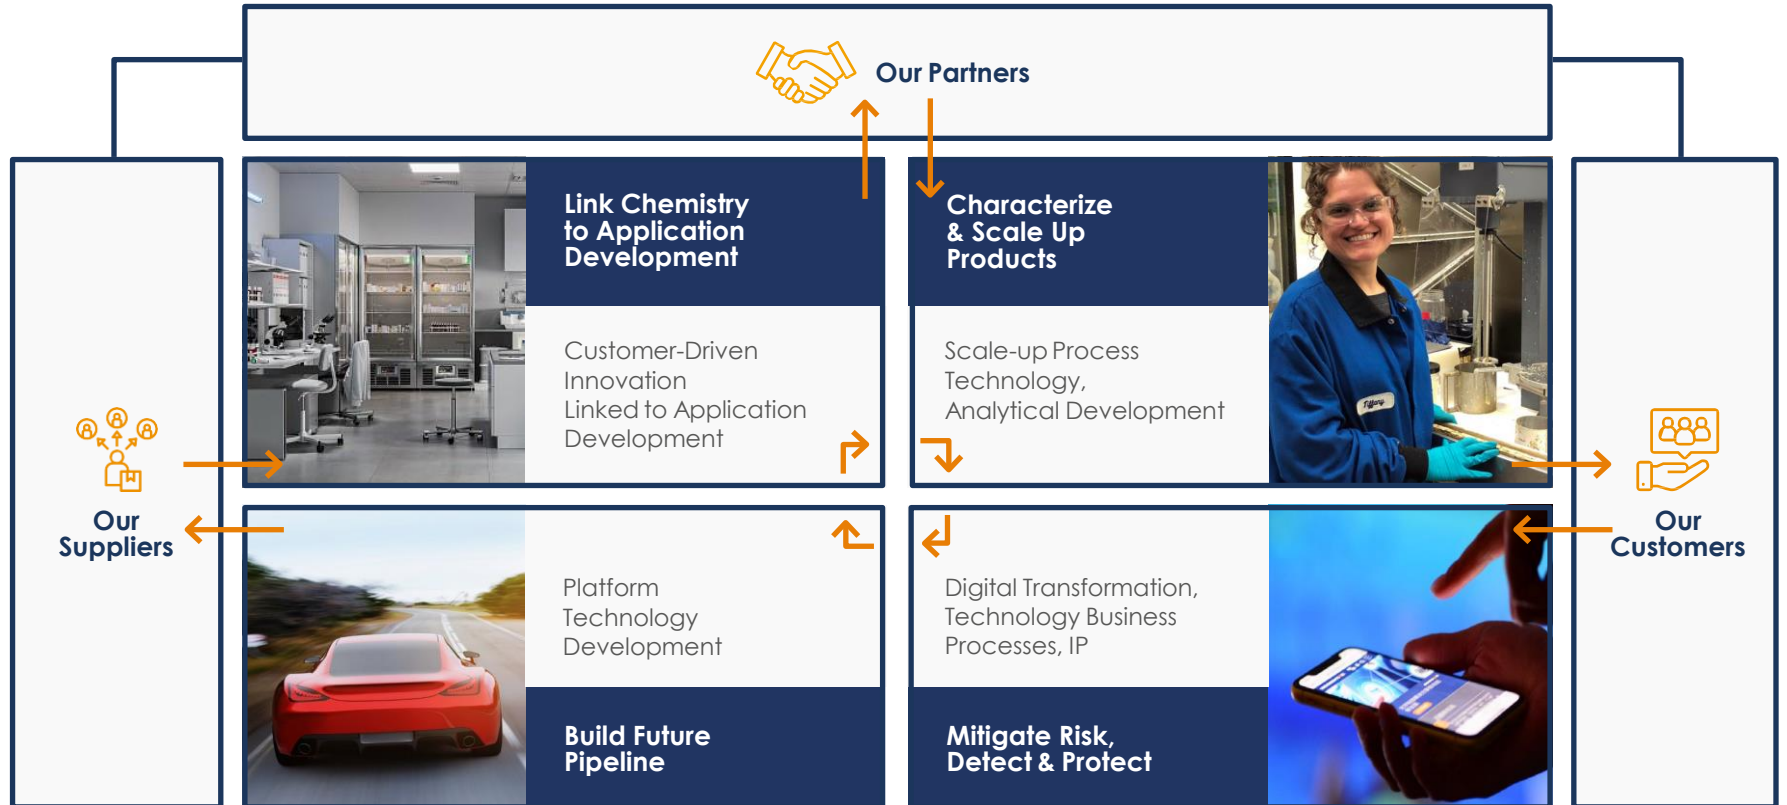 Our Partners
Link Chemistry
to Application
Development
Characterize
& Scale Up
Products
Customer-Driven
Innovation
Linked to Application
Development
Scale-up Process
Technology,
Analytical Development
Tiffany
Our
Suppliers
Our
Customers
Platform
Technology
Development
Digital Transformation,
Technology Business
Processes, IP
Build Future
Pipeline
Mitigate Risk,
Detect & Protect